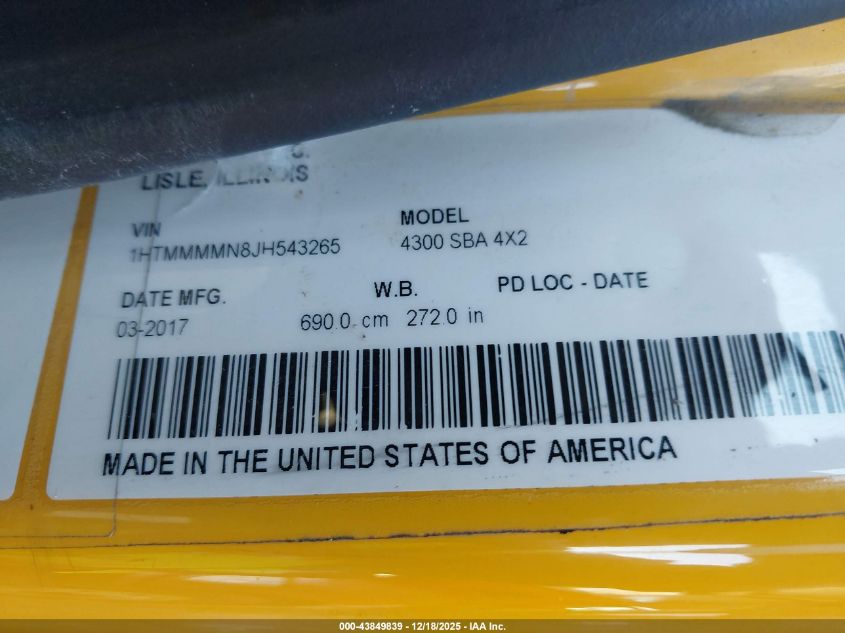 LISLE, ILLINOIS
VIN
1HTMMMMN8JH543265
MODEL
4300 SBA 4X2
DATE MFG.
03-2017
W.B.
690.0 cm 272.0 in
PD LOC - DATE
MADE IN THE UNITED STATES OF AMERICA
000-43849839 - 12/18/2025 - IAA Inc.